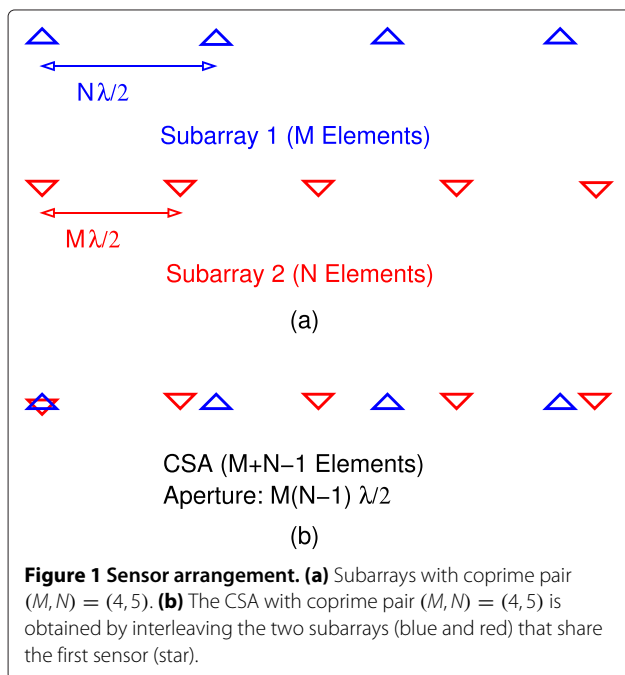 Nλ/2
Subarray 1 (M Elements)
Mλ/2
Subarray 2 (N Elements)
(a)
CSA (M+N−1 Elements)
Aperture: M(N−1) λ/2
(b)
Figure 1 Sensor arrangement. (a) Subarrays with coprime pair
(M, N) = (4, 5). (b) The CSA with coprime pair (M, N) = (4, 5) is
obtained by interleaving the two subarrays (blue and red) that share
the first sensor (star).